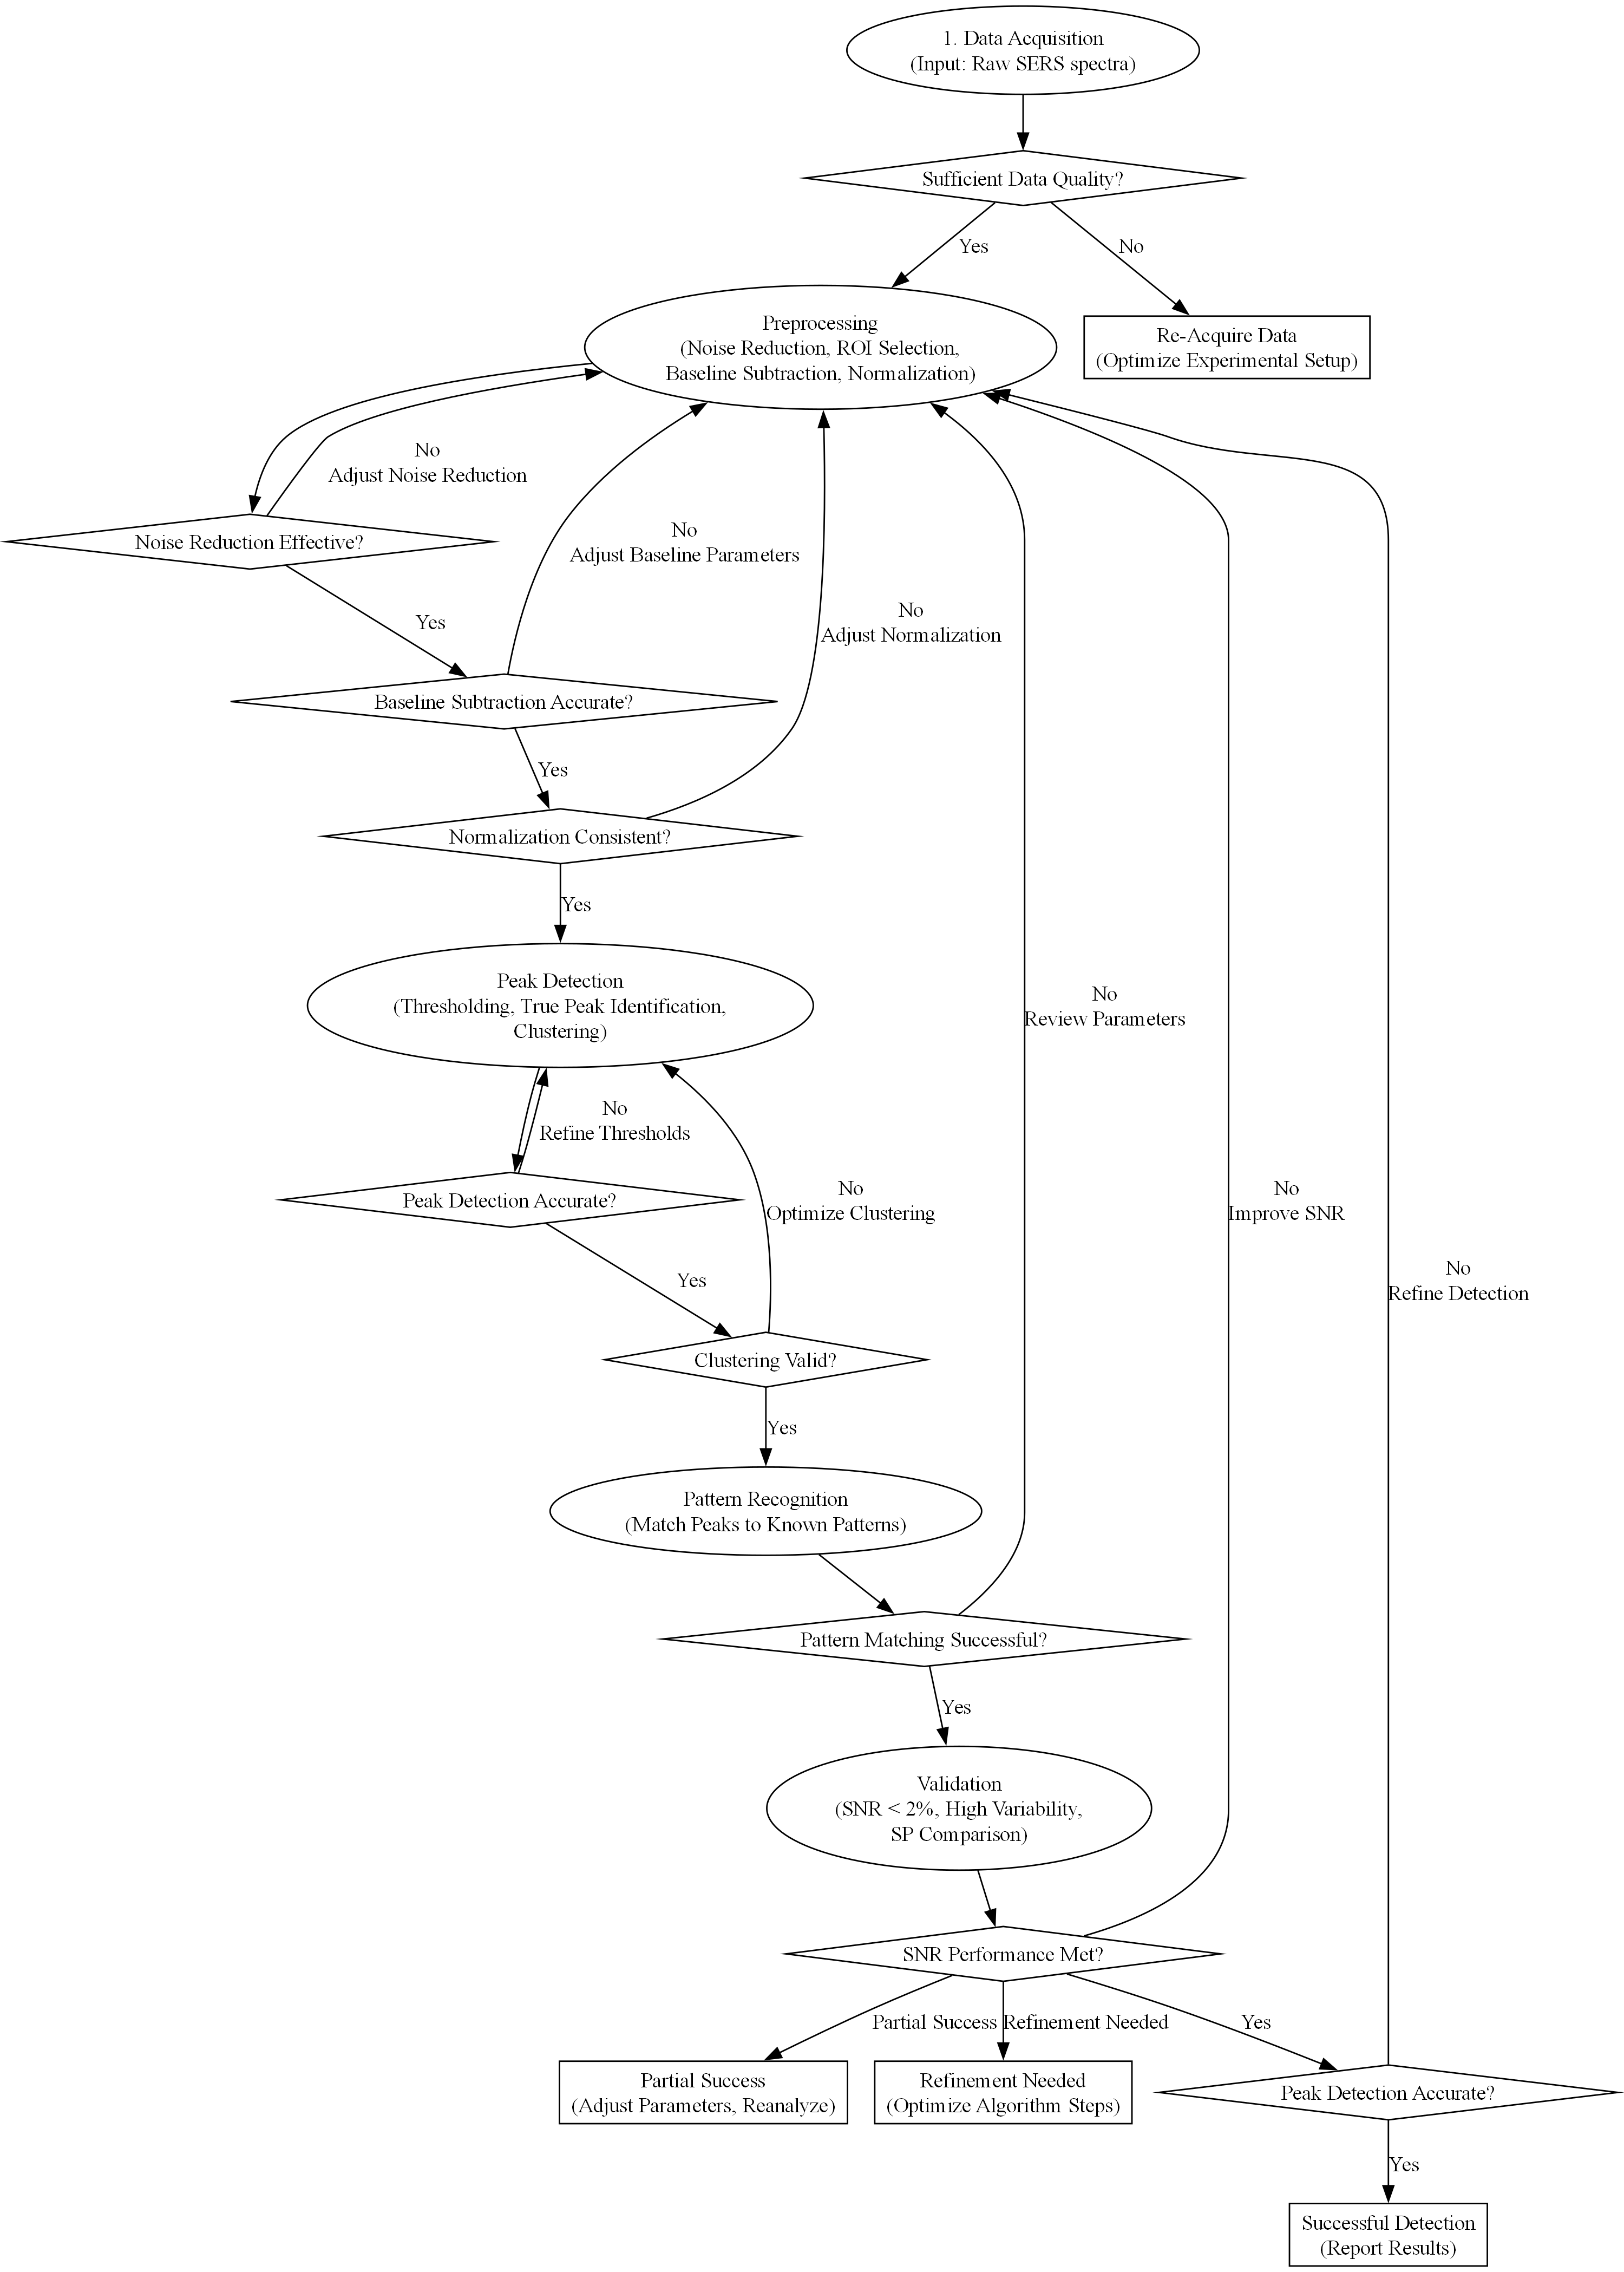 1. Data Acquisition
(Input: Raw SERS spectra)
Sufficient Data Quality?
Yes
No
Preprocessing
(Noise Reduction, ROI Selection,
Baseline Subtraction, Normalization)
Re-Acquire Data
(Optimize Experimental Setup)
No
Adjust Noise Reduction
Noise Reduction Effective?
No
Adjust Baseline Parameters
No
Adjust Normalization
Yes
Baseline Subtraction Accurate?
Yes
Normalization Consistent?
Yes
Peak Detection
(Thresholding, True Peak Identification,
Clustering)
No
Review Parameters
No
Refine Thresholds
Peak Detection Accurate?
No
Optimize Clustering
No
Improve SNR
Yes
No
Refine Detection
Clustering Valid?
Yes
Pattern Recognition
(Match Peaks to Known Patterns)
Pattern Matching Successful?
Yes
Validation
(SNR < 2%, High Variability,
SP Comparison)
SNR Performance Met?
Partial Success
Refinement Needed
Yes
Partial Success
(Adjust Parameters, Reanalyze)
Refinement Needed
(Optimize Algorithm Steps)
Peak Detection Accurate?
Yes
Successful Detection
(Report Results)